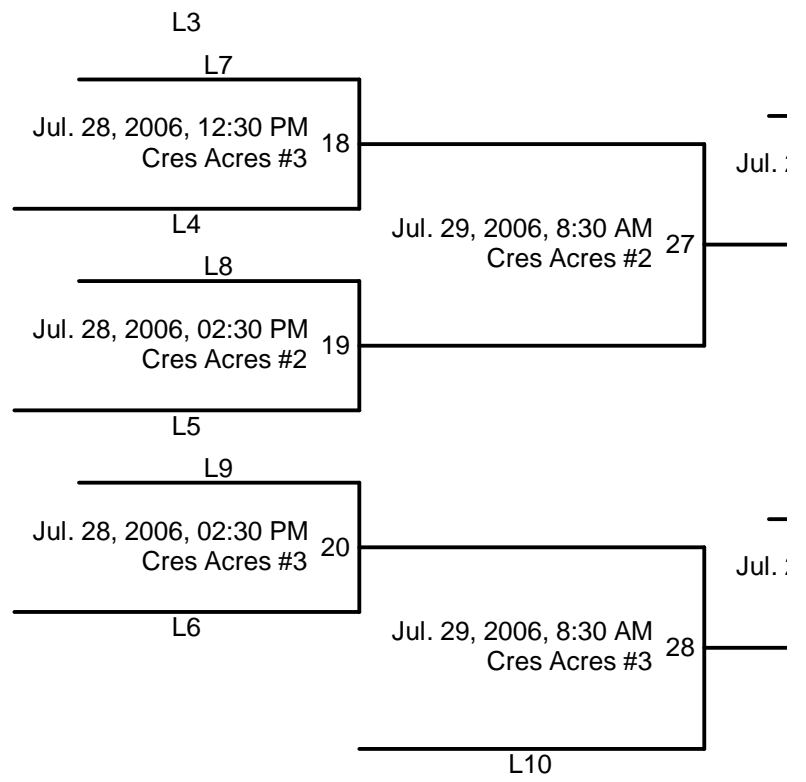 L3
L7
Jul. 28, 2006, 12:30 PM
Cres Acres #3
18
L4
Jul. 29, 2006, 8:30 AM
Cres Acres #2
27
Jul.
L8
Jul. 28, 2006, 02:30 PM
Cres Acres #2
19
L5
L9
Jul. 28, 2006, 02:30 PM
Cres Acres #3
20
L6
Jul. 29, 2006, 8:30 AM
Cres Acres #3
28
Jul.
L10